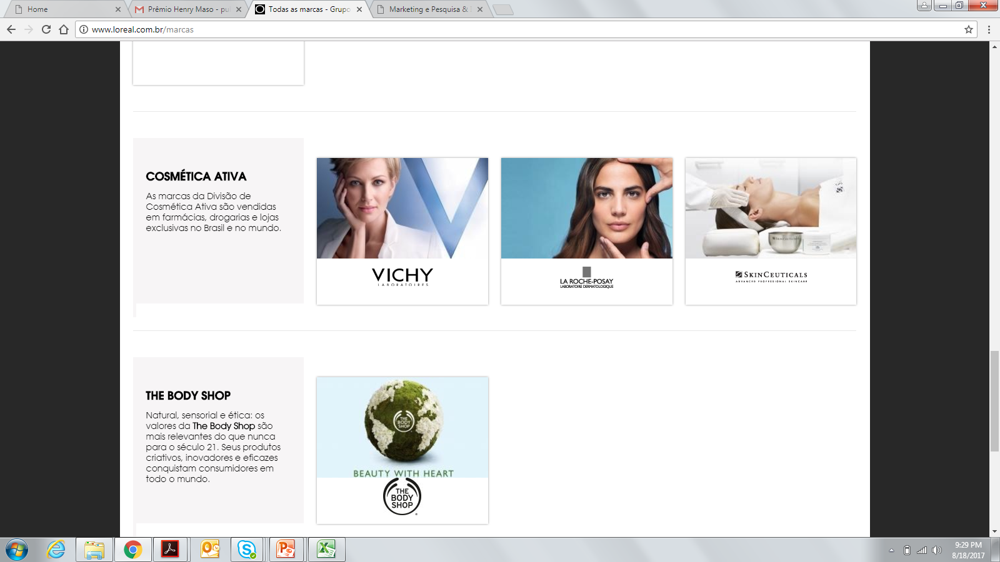 Home
Prêmio Henry Maso - pu
Todas as marcas - Grupo
Marketing e Pesquisa &
www.loreal.com.br/marcas
COSMÉTICA ATIVA
As marcas da Divisão de
Cosmética Ativa são vendidas
em farmácias, drogarias e lojas
exclusivas no Brasil e no mundo.
V
VICHY
LABORATOIRES
LA ROCHE-POSAY
LABORATOIRE DERMATOLOGIQUE
SKINCEUTICALS
SKINCEUTICALS
ADVANCED PROFESSIONAL SKINCARE
THE BODY SHOP
Natural, sensorial e ética: os
valores da The Body Shop são
mais relevantes do que nunca
para o século 21. Seus produtos
criativos, inovadores e eficazes
conquistam consumidores em
todo o mundo.
THE
BODY
SHOP
BEAUTY WITH HEART
THE
BODY
SHOP
9:29 PM
8/18/2017